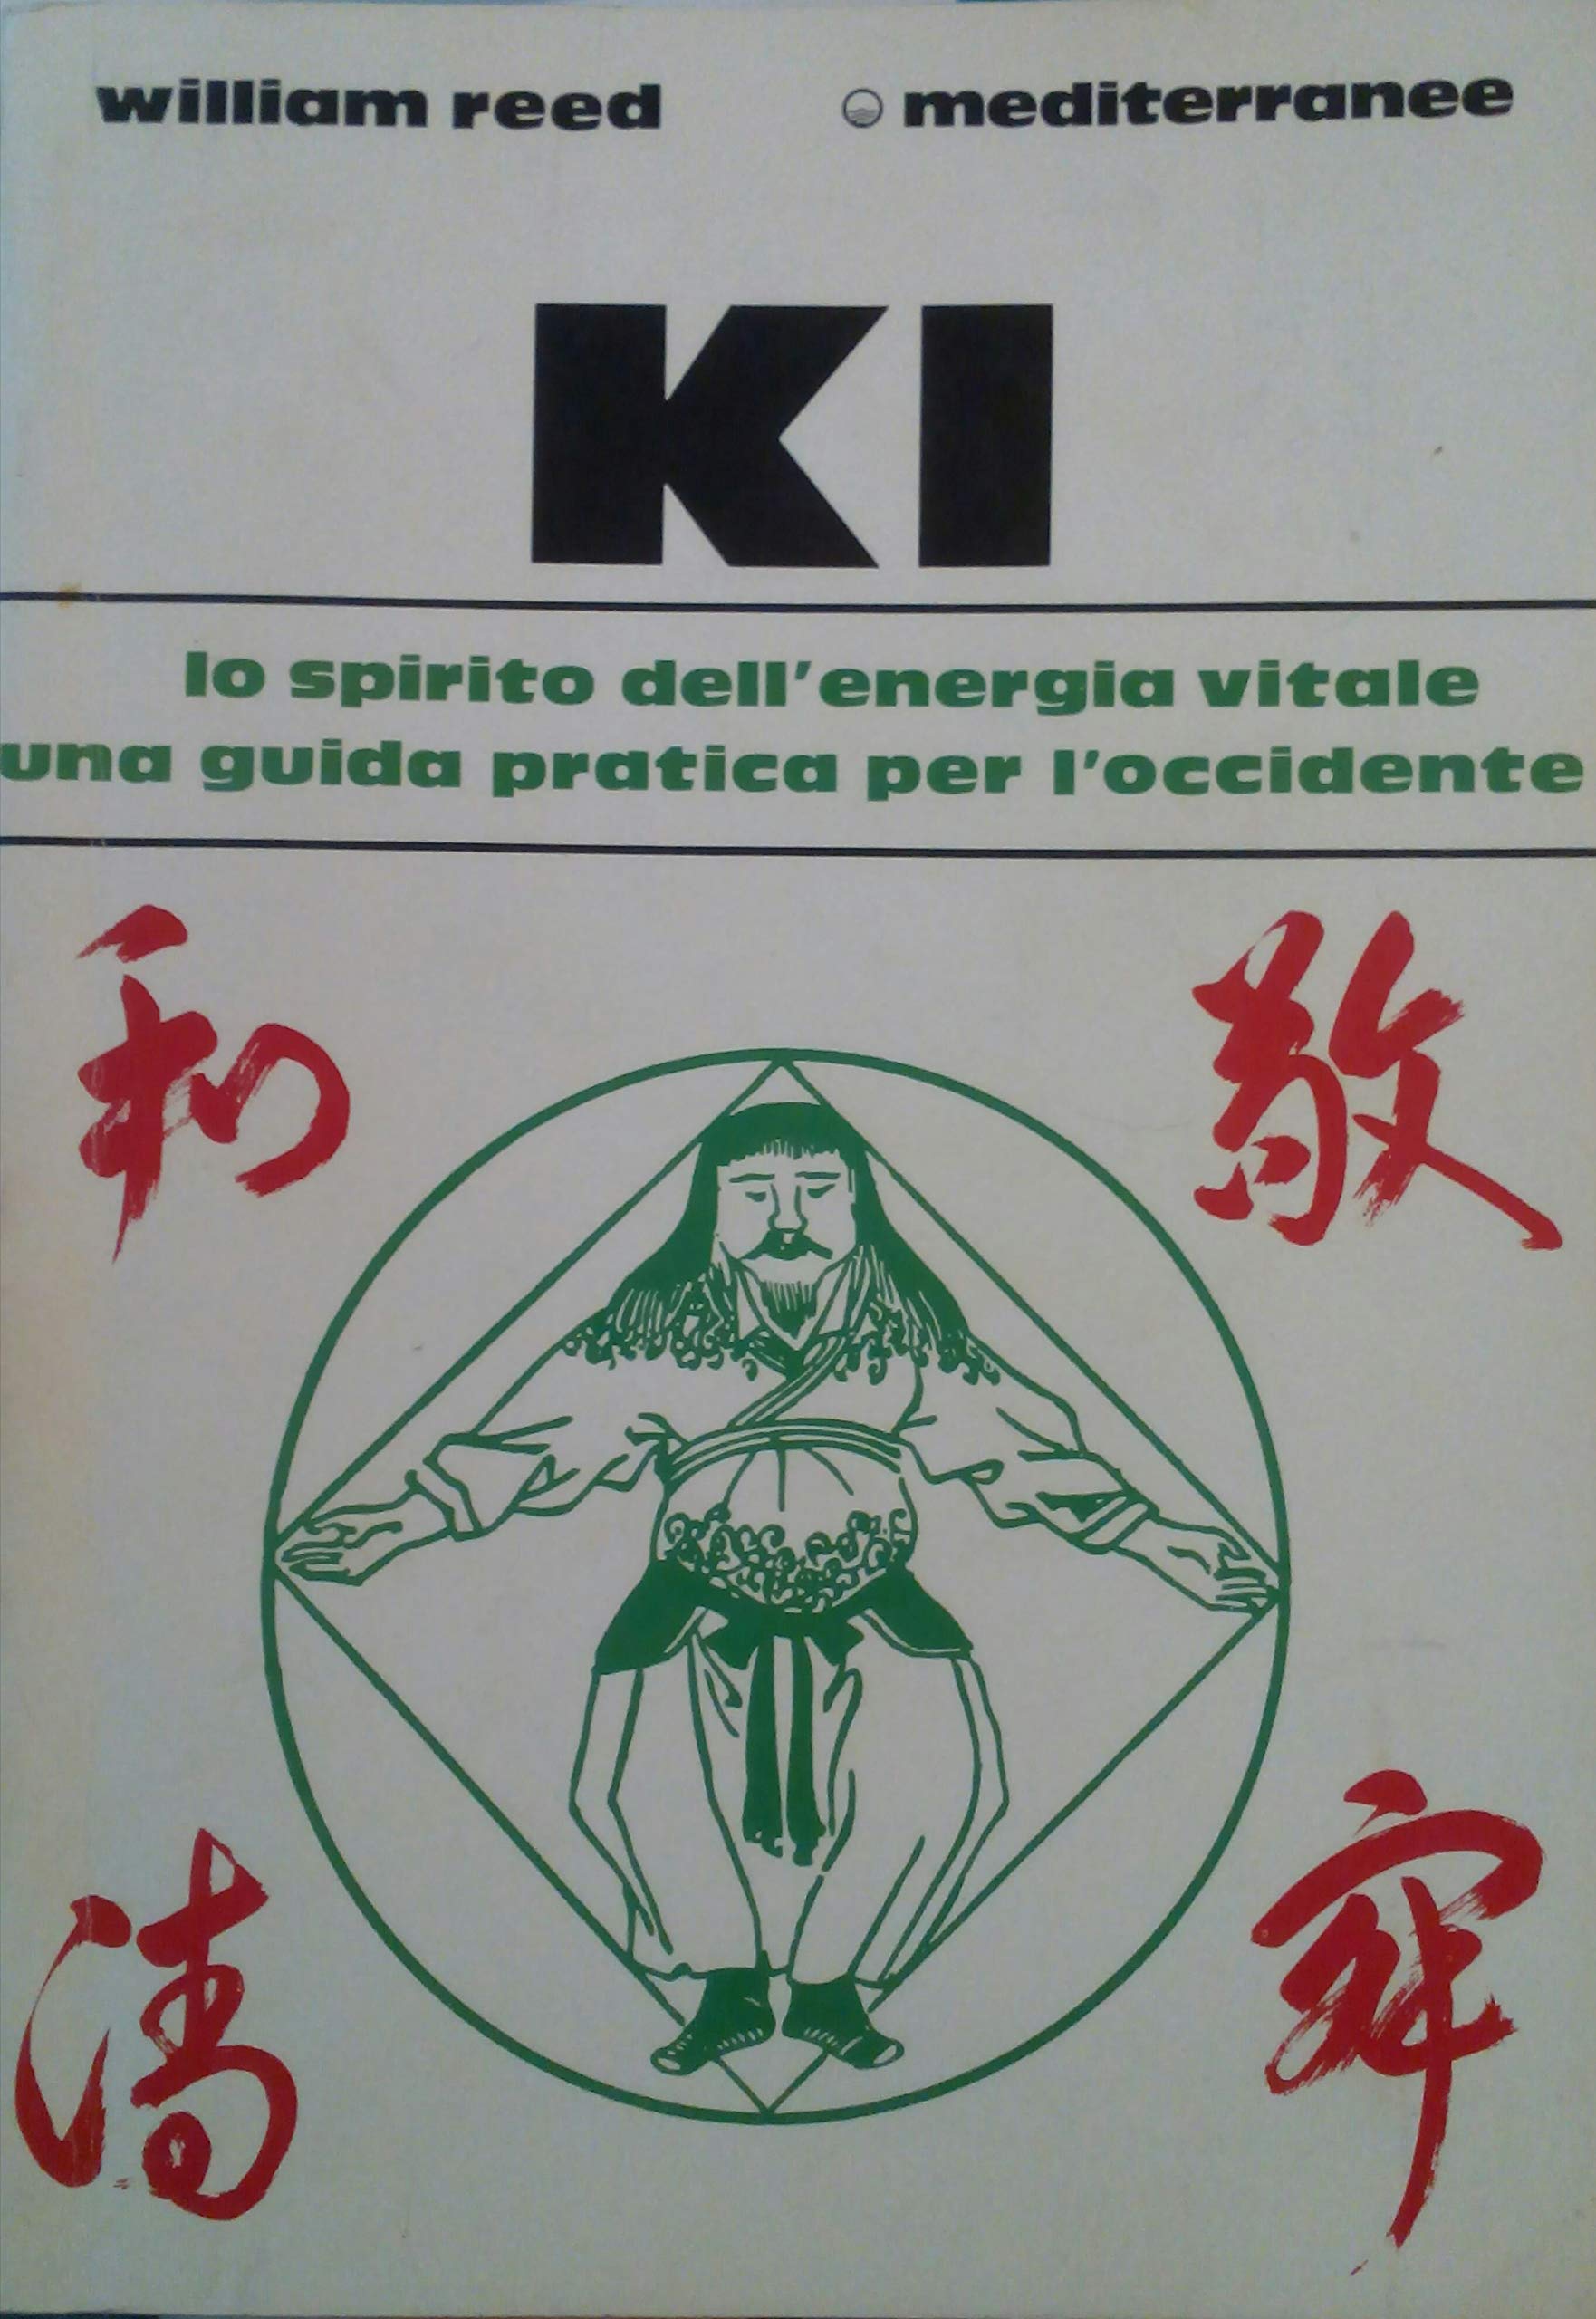 william reed
mediterranee
KI
lo spirito dell'energia vitale
una guida pratica per l'occidente
和
敬
清
寂